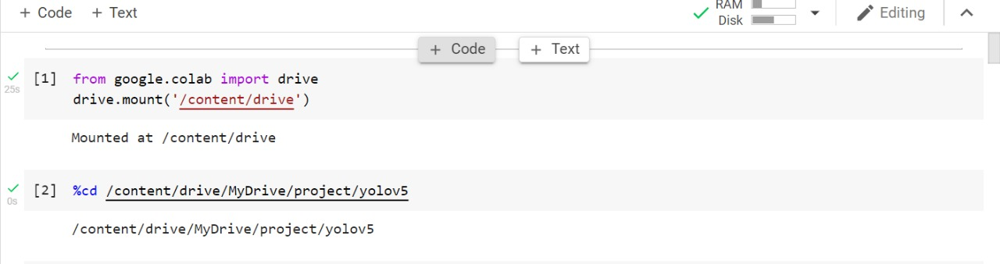 + Code + Text
RAM
Disk
Editing
+ Code
+ Text
[1] from google.colab import drive
drive.mount('/content/drive')
25s
Mounted at /content/drive
[2] %cd /content/drive/MyDrive/project/yolov5
0s
/content/drive/MyDrive/project/yolov5